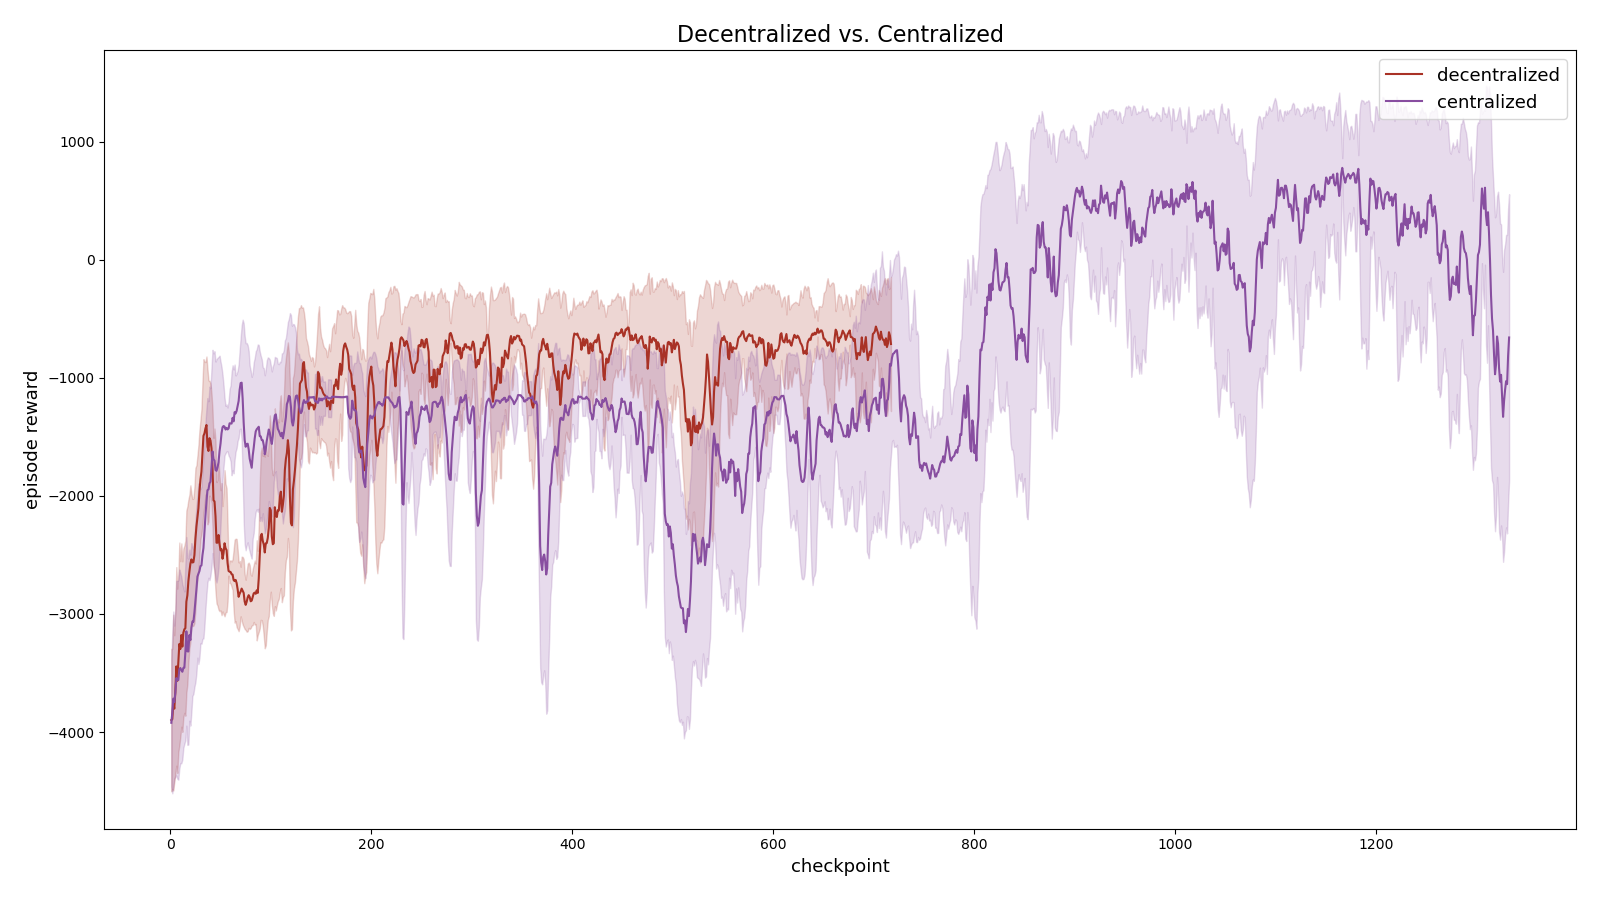 Decentralized vs. Centralized
decentralized
centralized
1000
0
−1000
−2000
−3000
−4000
episode reward
0 200 400 600 800 1000 1200
checkpoint